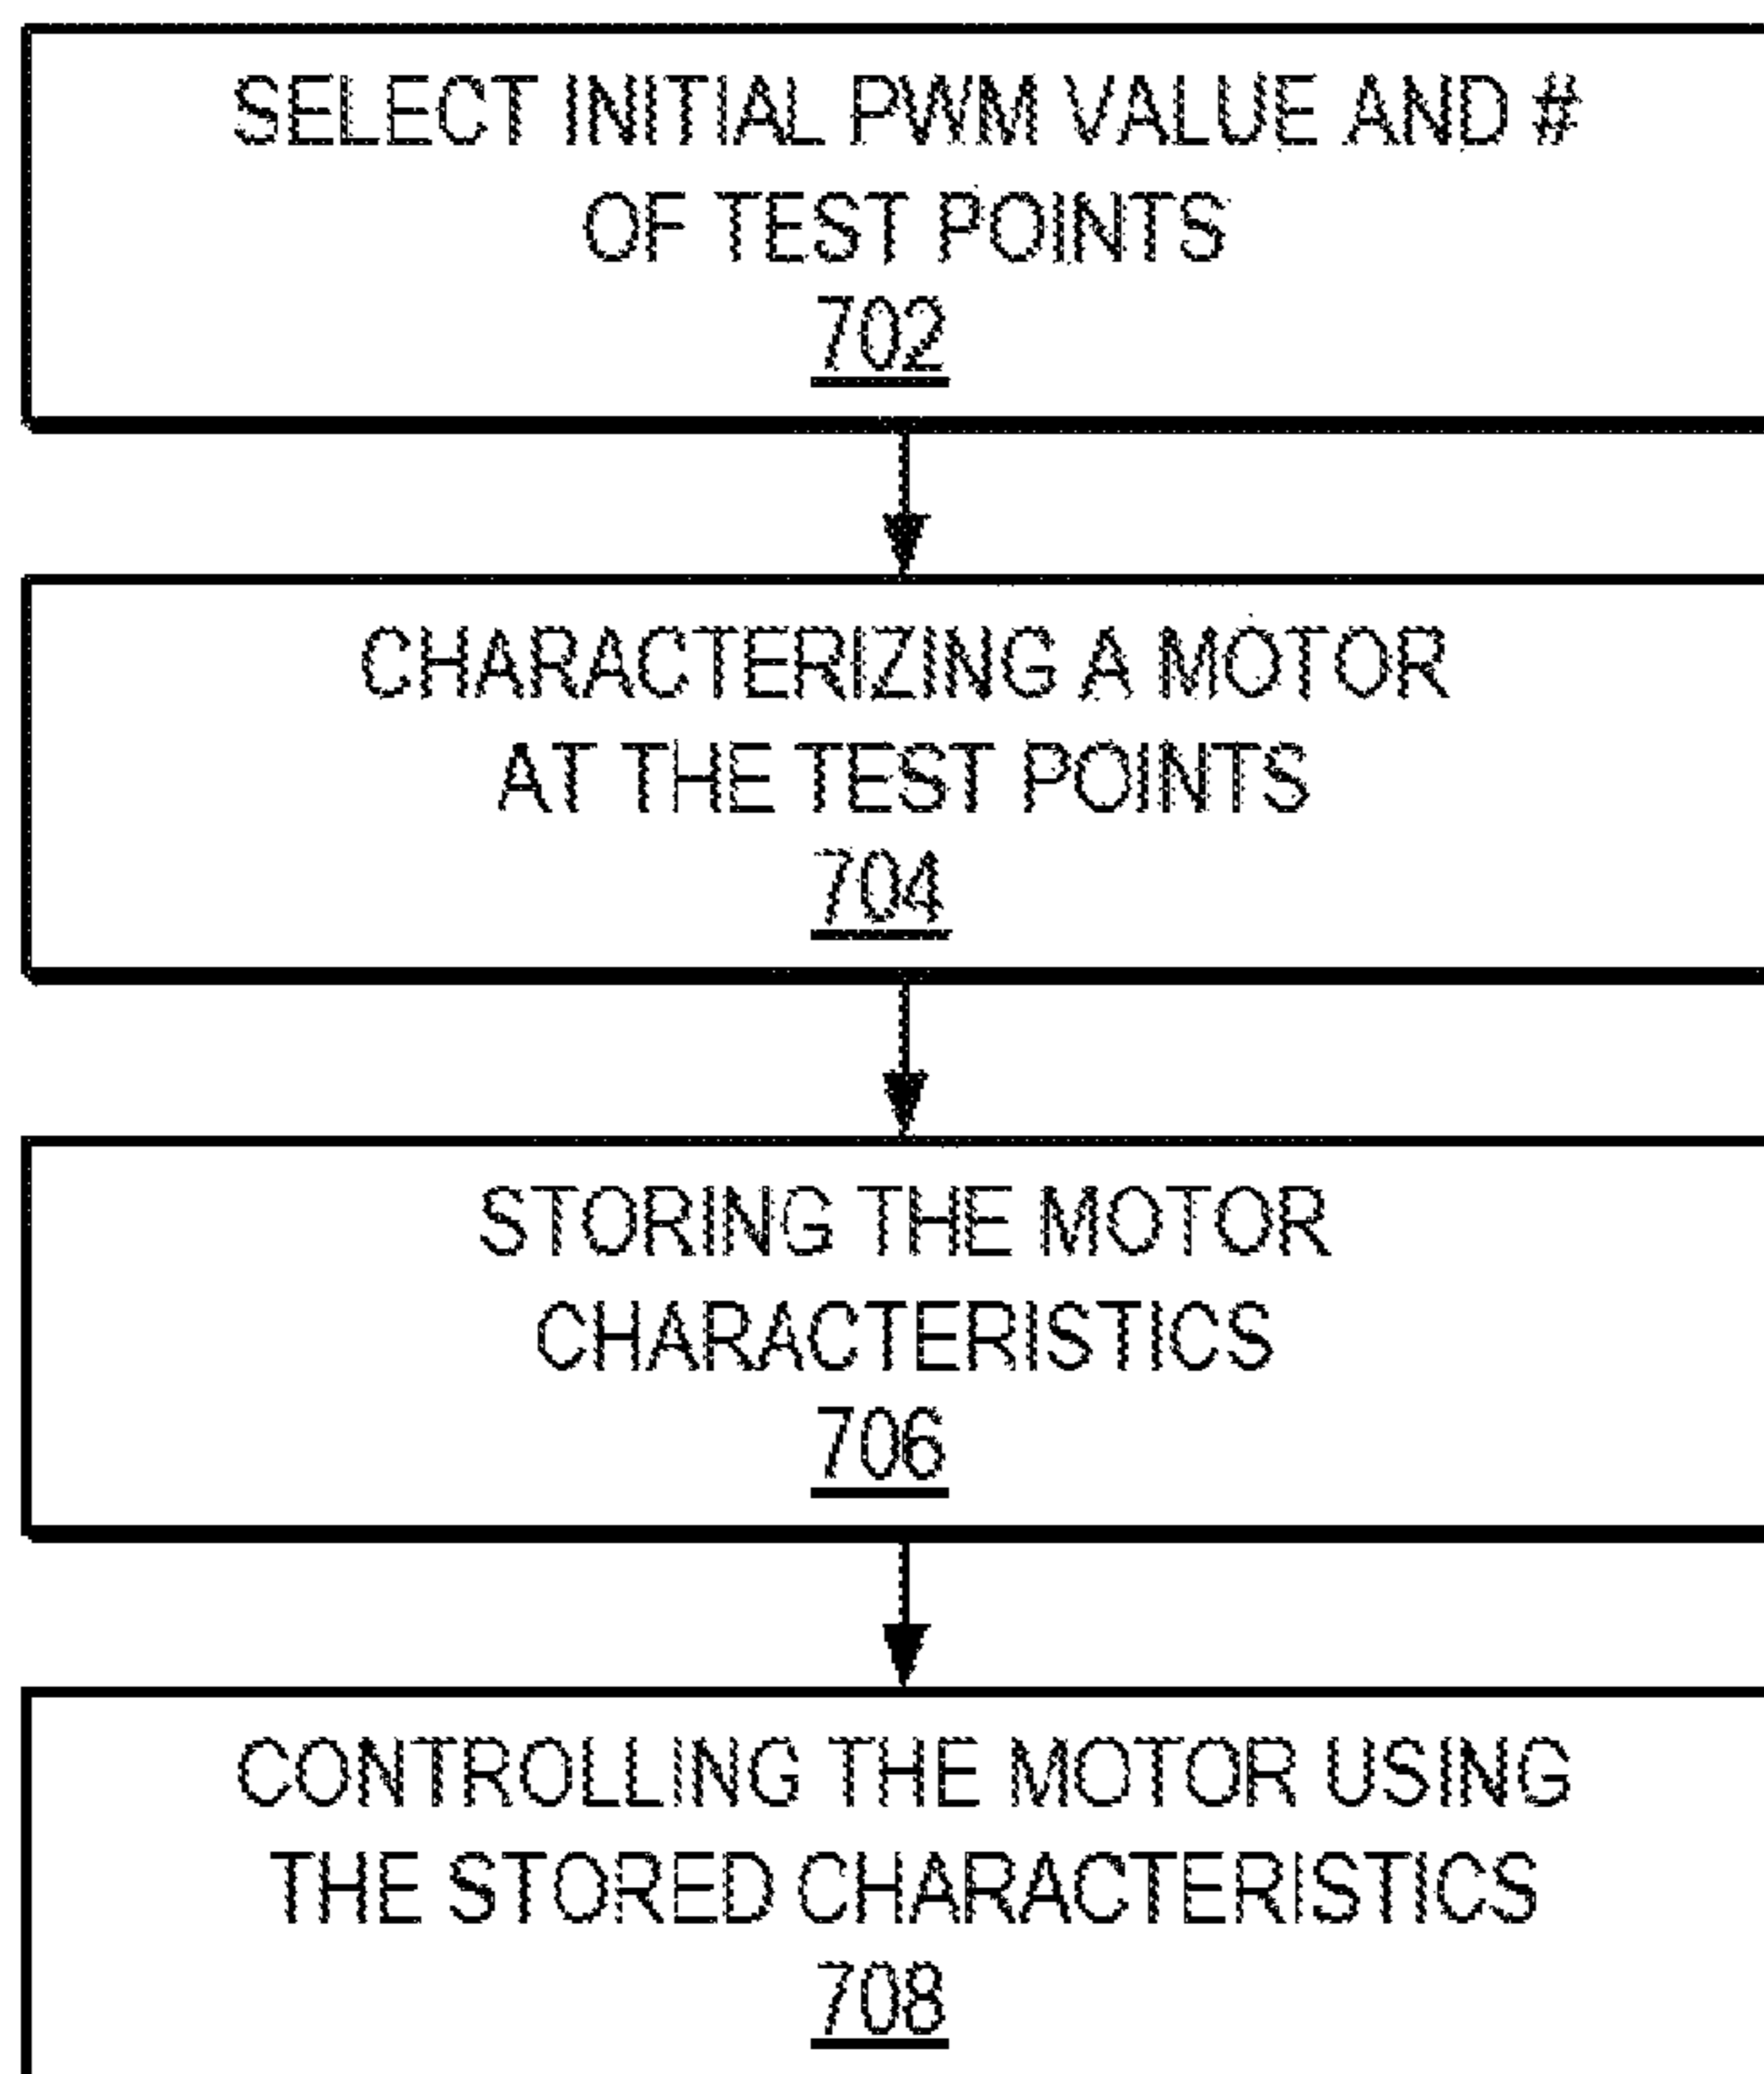 SELECT INITIAL PWM VALUE AND #
OF TEST POINTS
702
CHARACTERIZING A MOTOR
AT THE TEST POINTS
704
STORING THE MOTOR
CHARACTERISTICS
706
CONTROLLING THE MOTOR USING
THE STORED CHARACTERISTICS
708